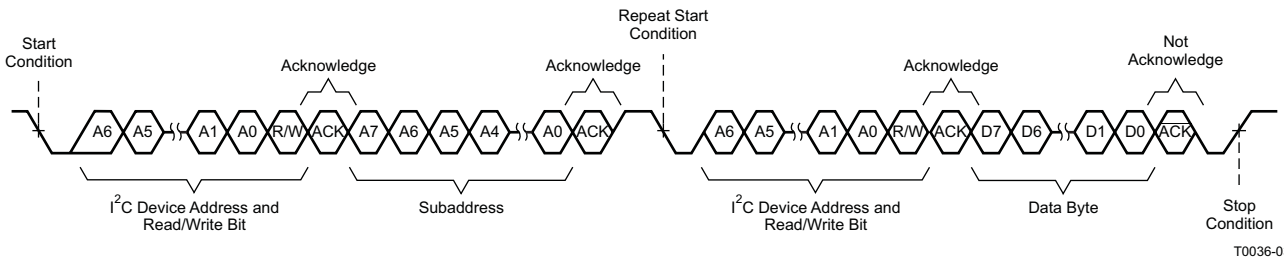 Start
Condition
Acknowledge
Acknowledge
Repeat Start
Condition
Acknowledge
Not
Acknowledge
A6 A5 A1 A0 R/W ACK A7 A6 A5 A4 A0 ACK A6 A5 A1 A0 R/W ACK D7 D6 D1 D0 A̅C̅K̅
I²C Device Address and
Read/Write Bit
Subaddress
I²C Device Address and
Read/Write Bit
Data Byte
Stop
Condition
T0036-0